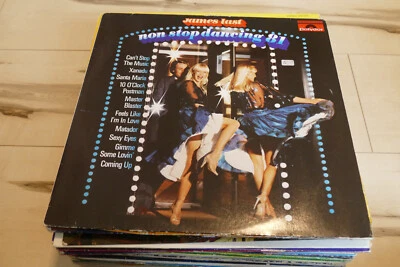 james last
non stop dancing '81
Polydor
Can't Stop
The Music
Xanadu
Santa Maria
10 O'Clock
Postman
Master
Blaster
Feels Like
I'm In Love
Matador
Sexy Eyes
Gimme
Some Lovin'
Coming Up